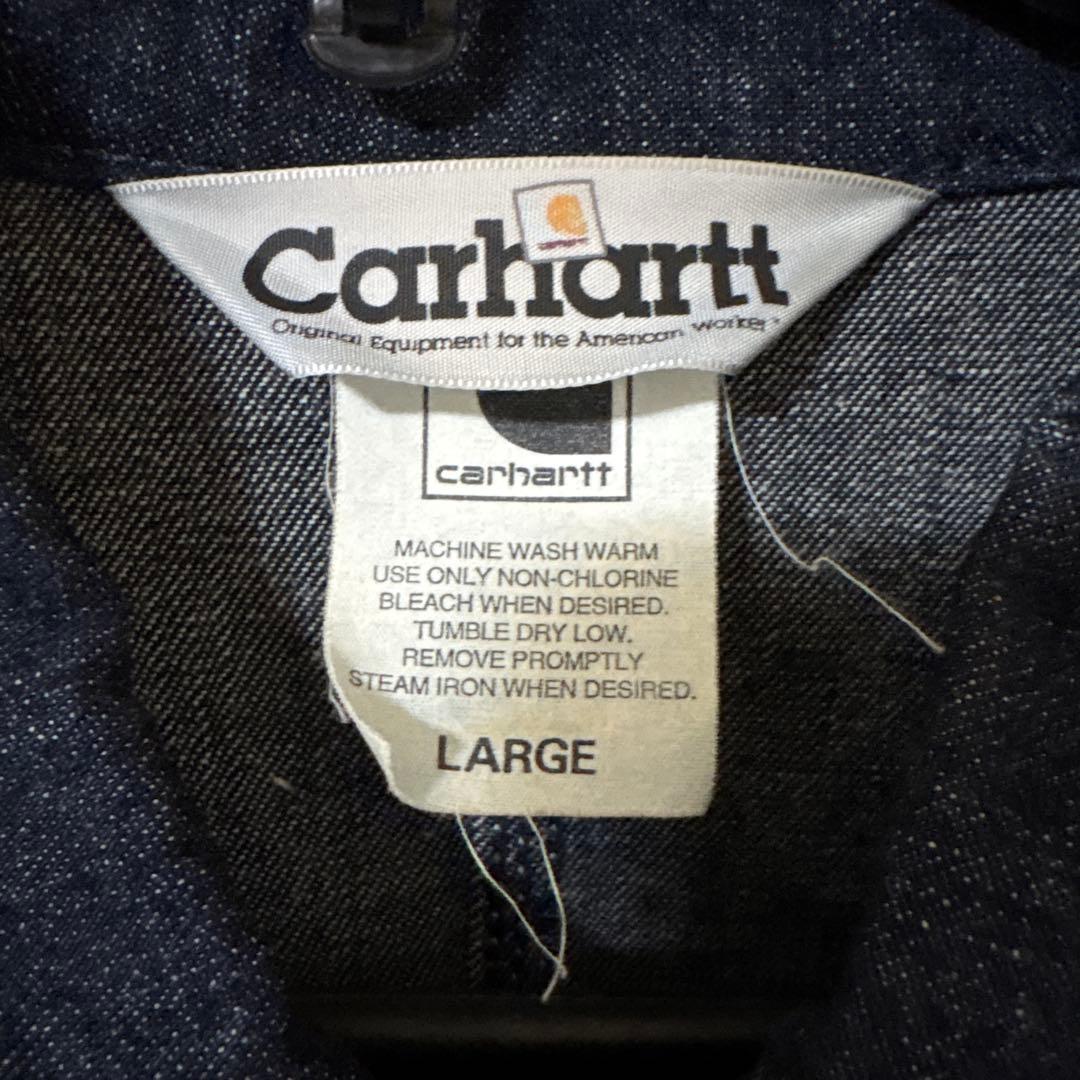 Carhartt
Original Equipment for the American worker
carhartt
MACHINE WASH WARM
USE ONLY NON-CHLORINE
BLEACH WHEN DESIRED.
TUMBLE DRY LOW.
REMOVE PROMPTLY
STEAM IRON WHEN DESIRED.
LARGE